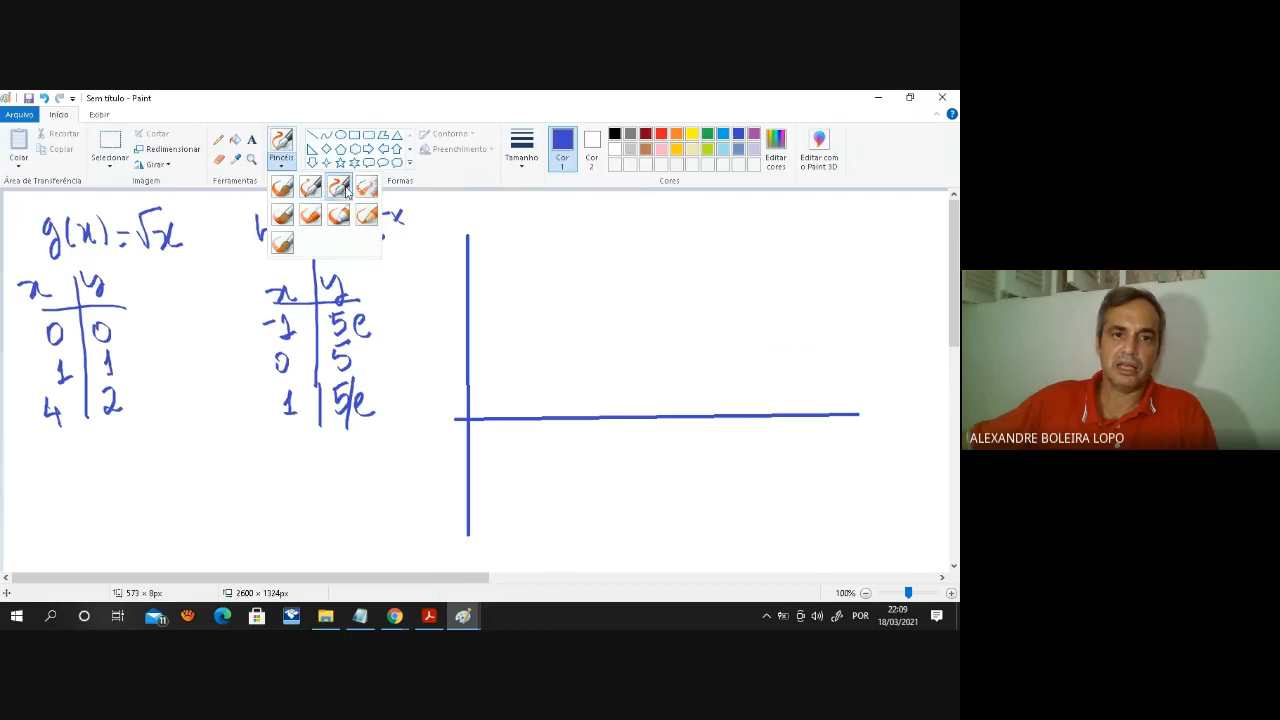 Sem título - Paint
Arquivo
Início
Exibir
Colar
Recortar
Copiar
Área de Transferência
Selecionar
Cortar
Redimensionar
Girar
Imagem
Ferramentas
Pincéis
Formas
Contorno
Preenchimento
Tamanho
Cor 1
Cor 2
Editar cores
Cores
Editar com o Paint 3D
g(x) = √x
-x
x y
0 0
1 1
4 2
x y
-1 5e
0 5
1 5/e
ALEXANDRE BOLEIRA LOPO
573 × 8px
2600 × 1324px
100%
11
POR
22:09
18/03/2021